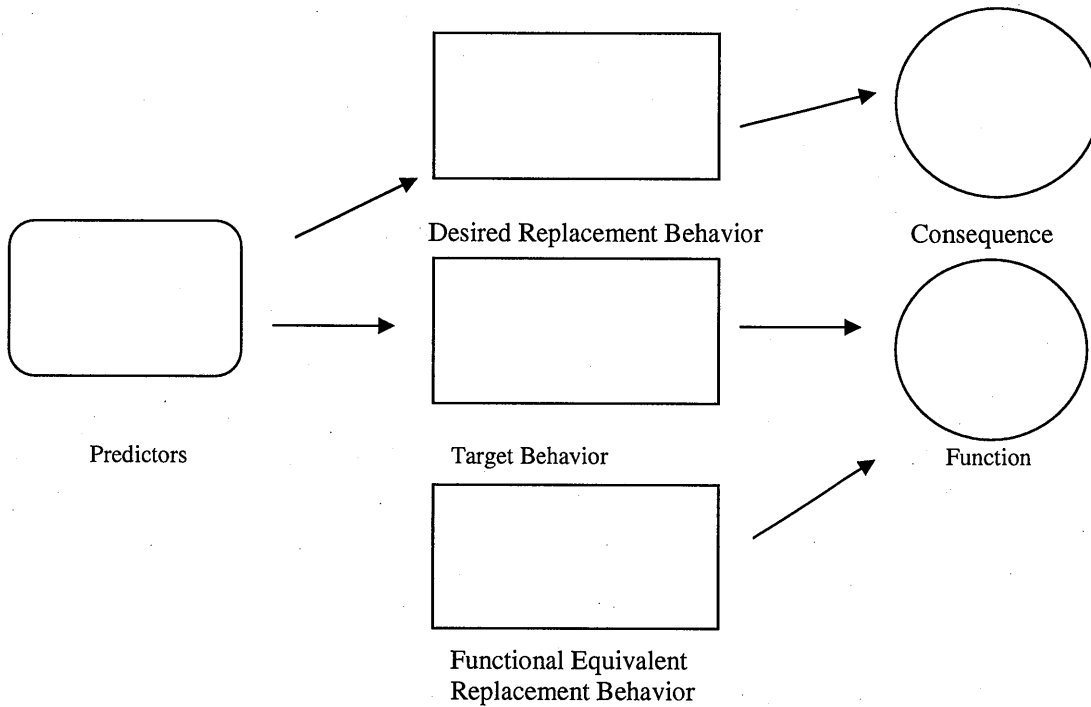 Desired Replacement Behavior
Consequence
Predictors
Target Behavior
Function
Functional Equivalent
Replacement Behavior